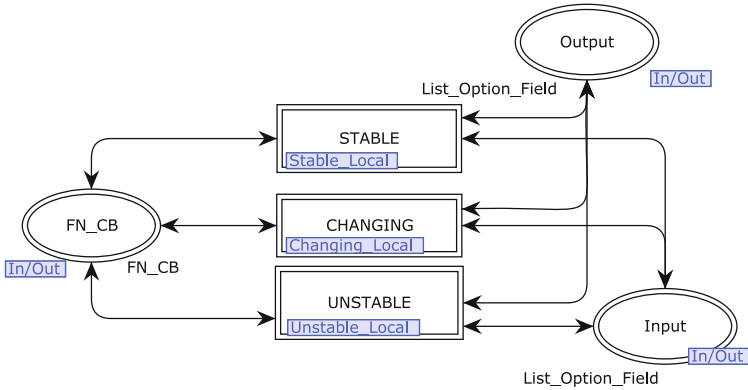 Output
In/Out
List_Option_Field
STABLE
Stable_Local
FN_CB
In/Out
FN_CB
CHANGING
Changing_Local
UNSTABLE
Unstable_Local
Input
In/Out
List_Option_Field